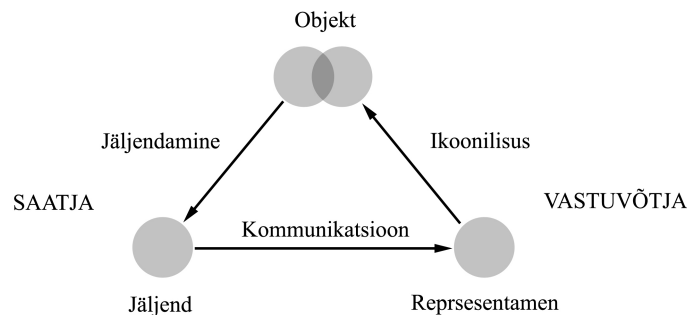 Objekt
Jäljendamine
Ikoonilisus
SAATJA
VASTUVÕTJA
Kommunikatsioon
Jäljend
Reprsesentamen